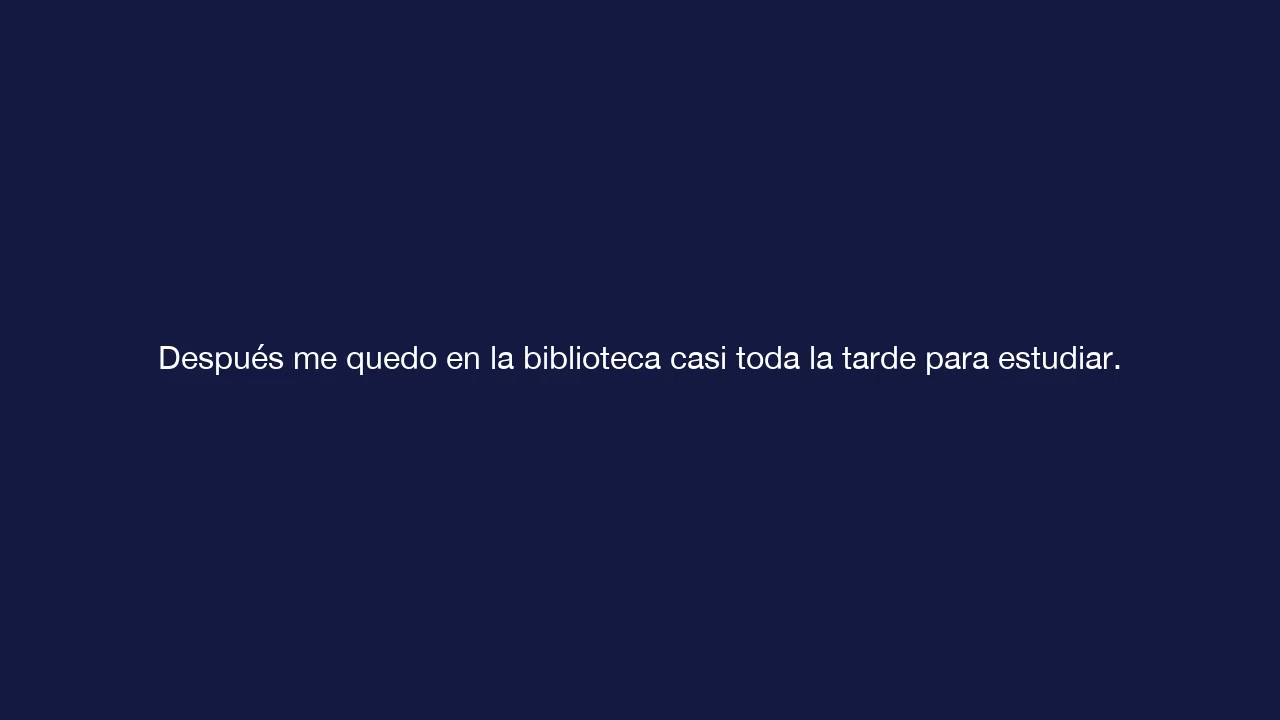 Después me quedo en la biblioteca casi toda la tarde para estudiar.